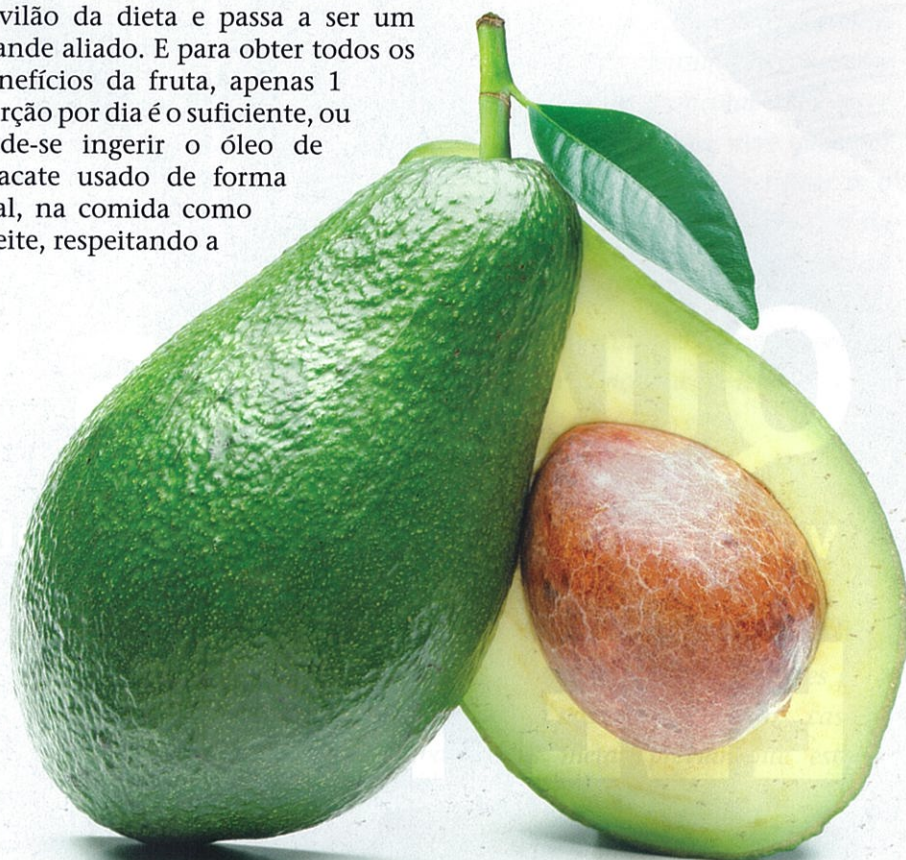 vilão da dieta e passa a ser um
ande aliado. E para obter todos os
nefícios da fruta, apenas 1
rção por dia é o suficiente, ou
de-se ingerir o óleo de
acate usado de forma
al, na comida como
eite, respeitando a